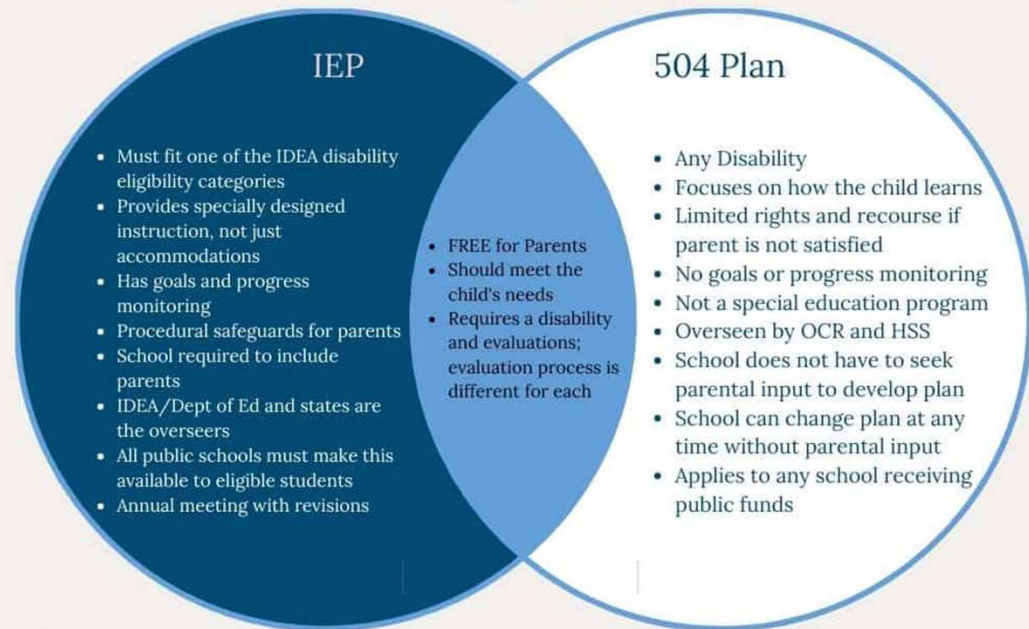 IEP
• Must fit one of the IDEA disability
eligibility categories
• Provides specially designed
instruction, not just
accommodations
• Has goals and progress
monitoring
• Procedural safeguards for parents
• School required to include
parents
• IDEA/Dept of Ed and states are
the overseers
• All public schools must make this
available to eligible students
• Annual meeting with revisions
• FREE for Parents
• Should meet the
child's needs
• Requires a disability
and evaluations;
evaluation process is
different for each
504 Plan
• Any Disability
• Focuses on how the child learns
• Limited rights and recourse if
parent is not satisfied
• No goals or progress monitoring
• Not a special education program
• Overseen by OCR and HSS
• School does not have to seek
parental input to develop plan
• School can change plan at any
time without parental input
• Applies to any school receiving
public funds